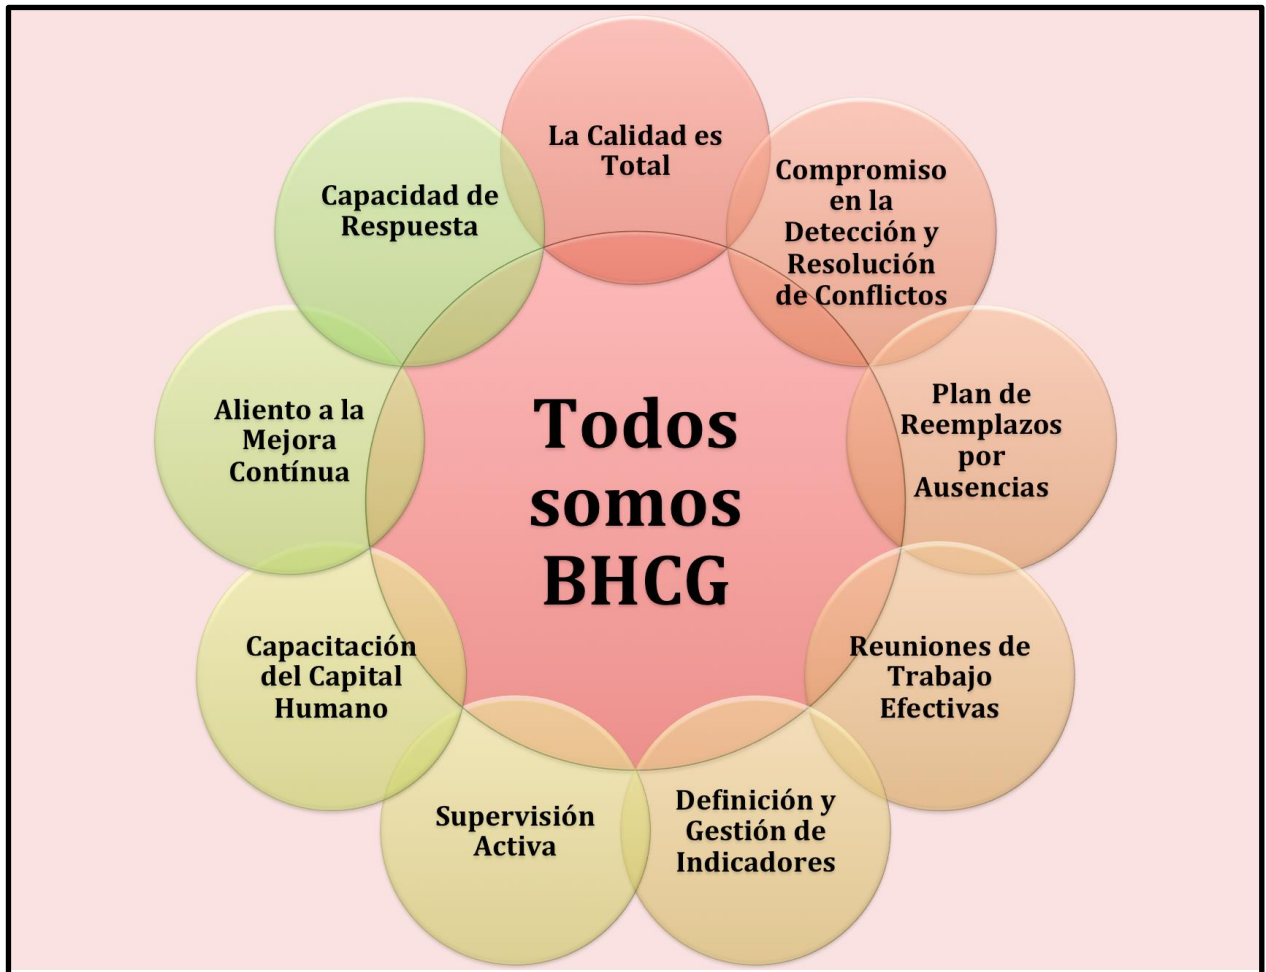 La Calidad es
Total
Compromiso
en la
Detección y
Resolución
de Conflictos
Plan de
Reemplazos
por
Ausencias
Reuniones de
Trabajo
Efectivas
Definición y
Gestión de
Indicadores
Supervisión
Activa
Capacitación
del Capital
Humano
Aliento a la
Mejora
Contínua
Capacidad de
Respuesta
Todos
somos
BHCG